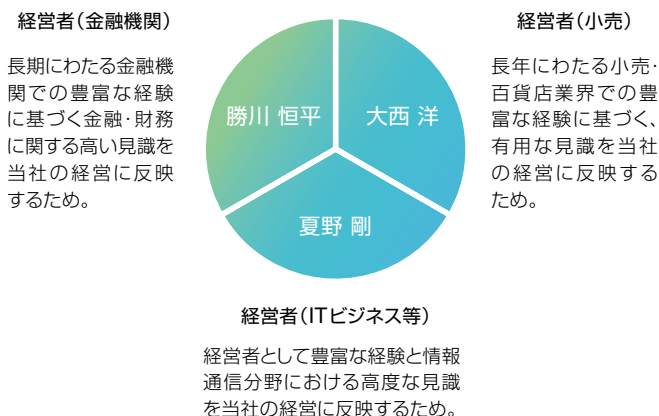 経営者(金融機関)
長期にわたる金融機
関での豊富な経験
に基づく金融・財務
に関する高い見識を
当社の経営に反映
するため。
勝川 恒平
大西 洋
夏野 剛
経営者(小売)
長年にわたる小売・
百貨店業界での豊
富な経験に基づく、
有用な見識を当社
の経営に反映する
ため。
経営者(ITビジネス等)
経営者として豊富な経験と情報
通信分野における高度な見識
を当社の経営に反映するため。